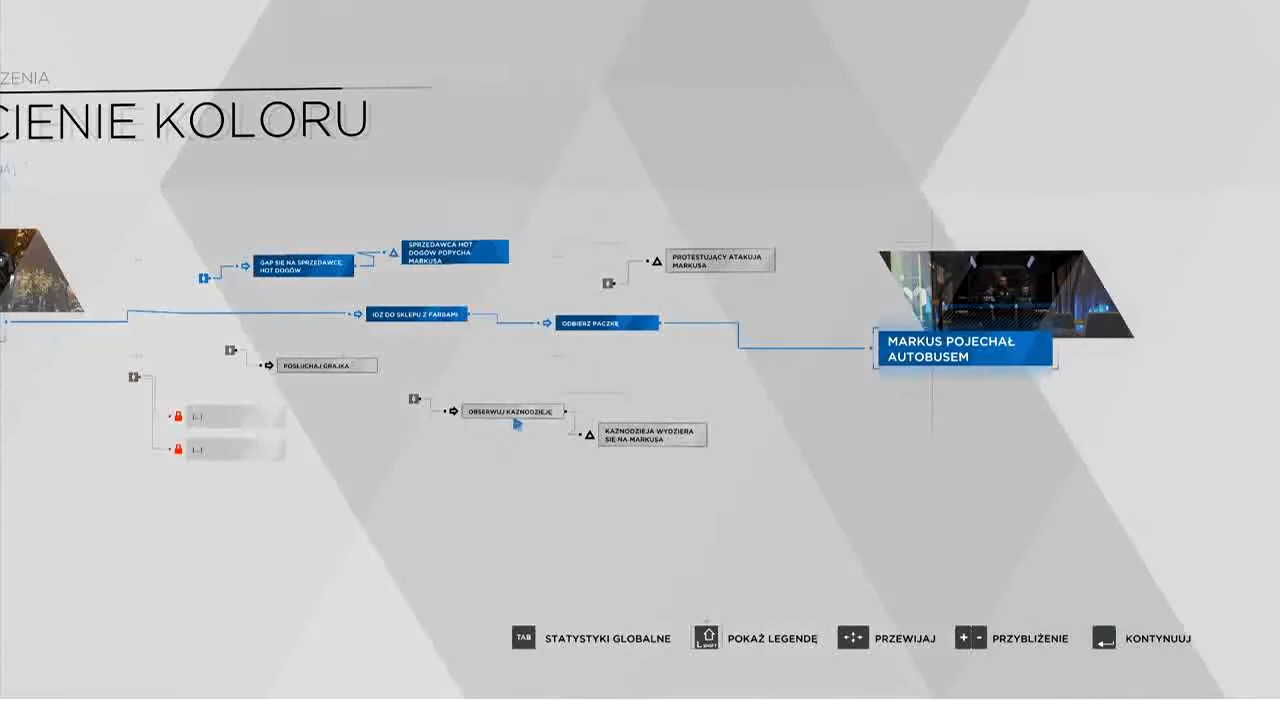 ZENIA
CIENIE KOLORU
SPRZEDAWCA HOT
DOGÓW POPYCHA
MARKUSA
GAP SIĘ NA SPRZEDAWCĘ
HOT DOGÓW
PROTESTUJĄCY ATAKUJĄ
MARKUSA
IDŹ DO SKLEPU Z FARBAMI
ODBIERZ PACZKĘ
MARKUS POJECHAŁ
AUTOBUSEM
POSŁUCHAJ GRAJKA
OBSERWUJ KAZNODZIEJĘ
[...]
KAZNODZIEJA WYDZIERA
SIĘ NA MARKUSA
[...]
TAB STATYSTYKI GLOBALNE
L SHIFT POKAŻ LEGENDĘ
PRZEWIJAJ
+ - PRZYBLIŻENIE
KONTYNUUJ